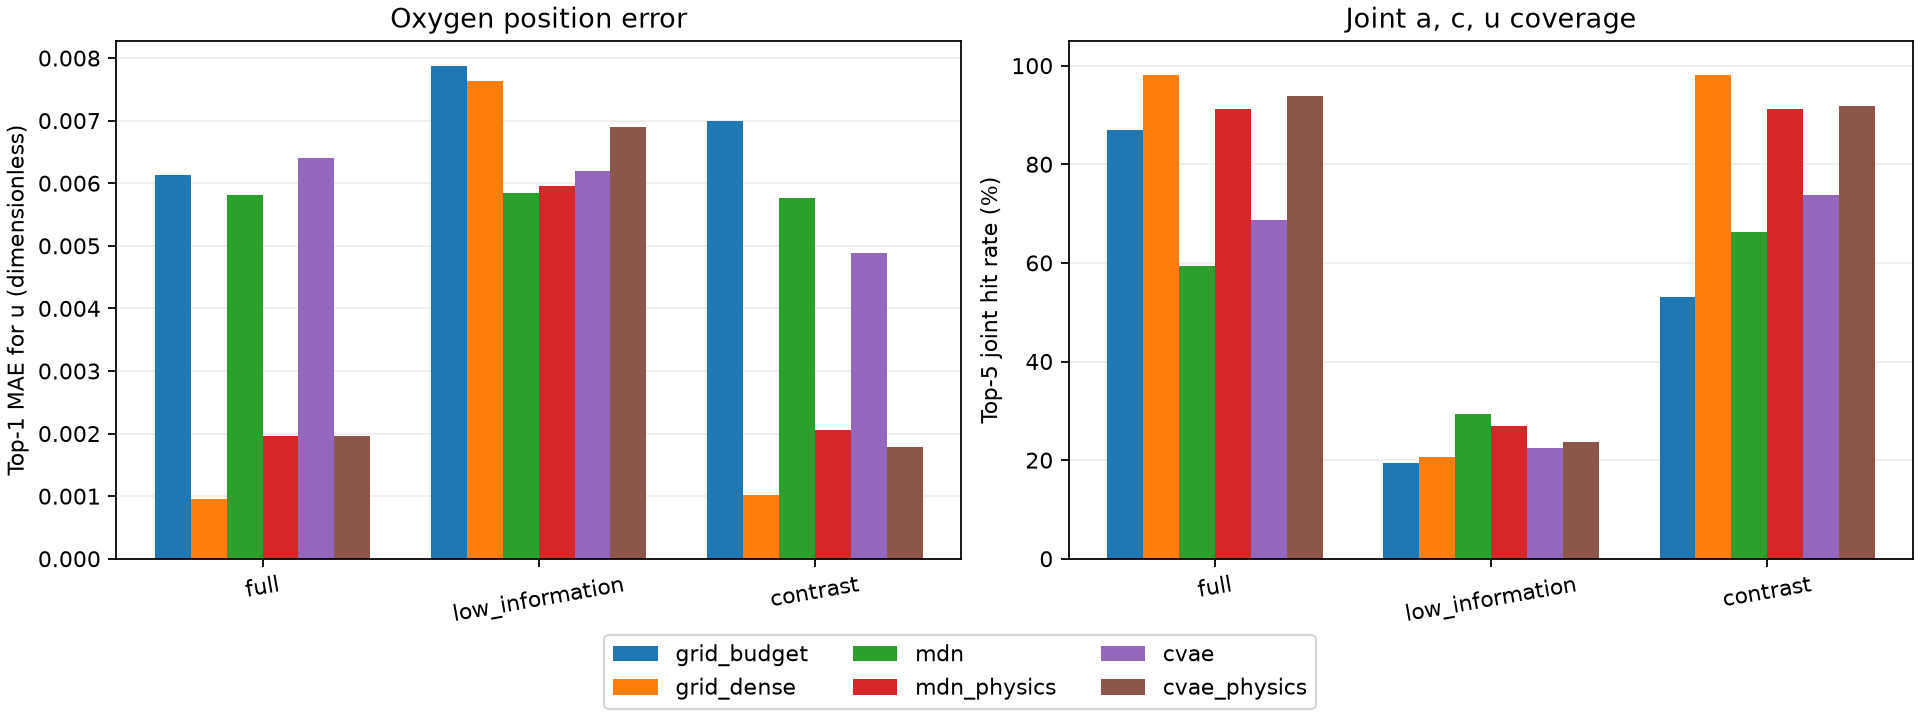 Oxygen position error
Top-1 MAE for u (dimensionless)
0.008
0.007
0.006
0.005
0.004
0.003
0.002
0.001
0.000
full
low_information
contrast
Joint a, c, u coverage
Top-5 joint hit rate (%)
100
80
60
40
20
0
full
low_information
contrast
grid_budget
mdn
cvae
grid_dense
mdn_physics
cvae_physics